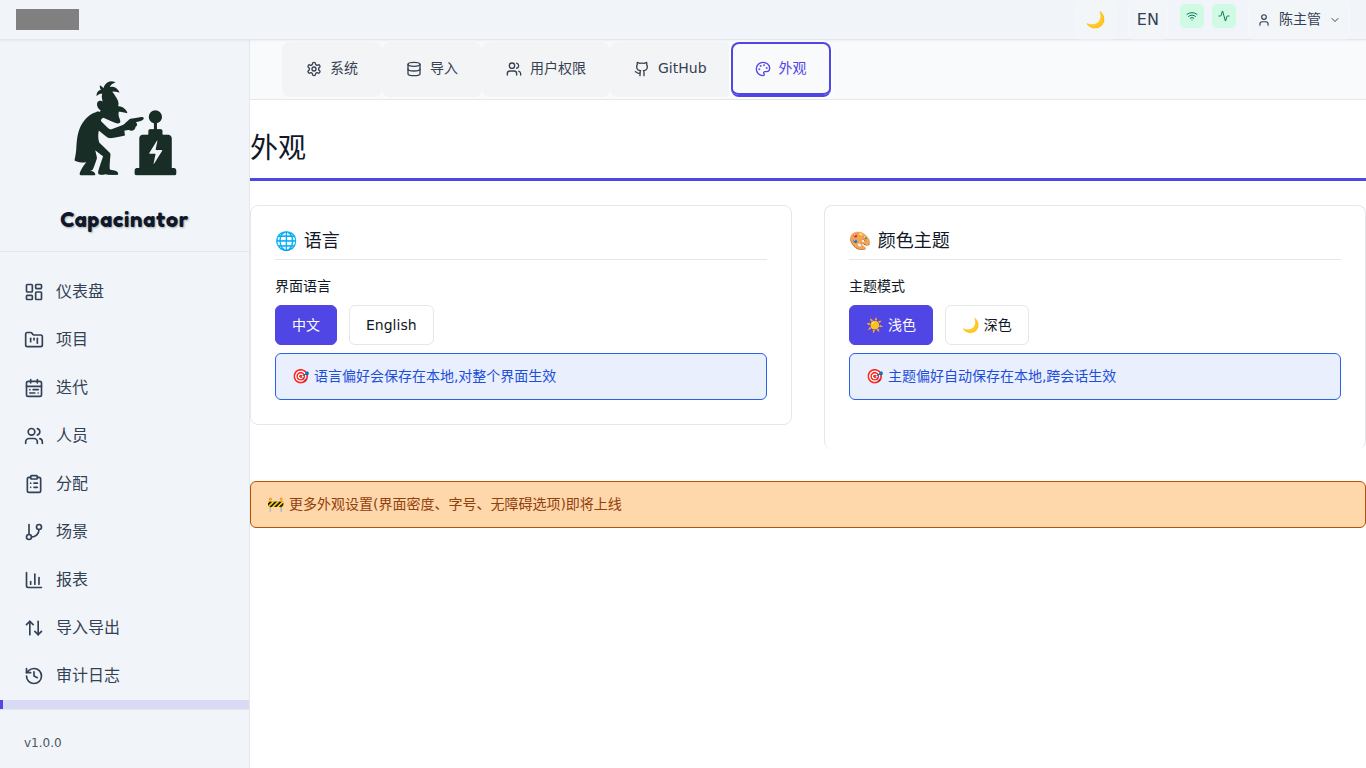 EN
陈主管
Capacinator
仪表盘
项目
迭代
人员
分配
场景
报表
导入导出
审计日志
v1.0.0
系统
导入
用户权限
GitHub
外观
外观
🌐 语言
界面语言
中文
English
🎯 语言偏好会保存在本地,对整个界面生效
🎨 颜色主题
主题模式
☀️ 浅色
🌙 深色
🎯 主题偏好自动保存在本地,跨会话生效
🚧 更多外观设置(界面密度、字号、无障碍选项)即将上线